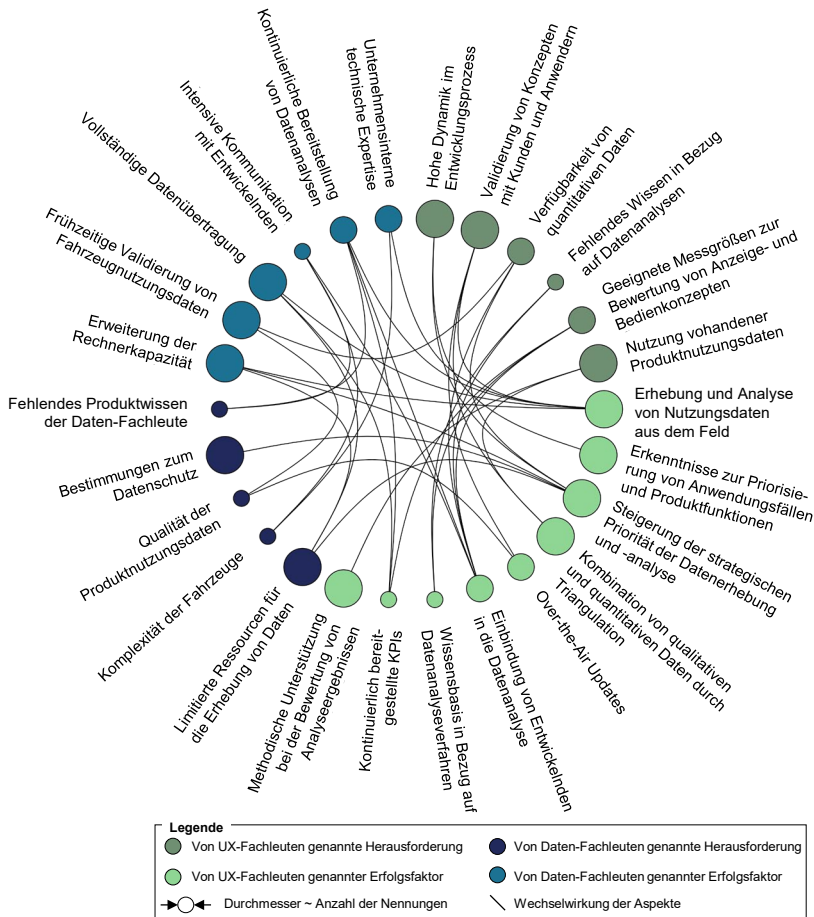 Kontinuierliche Bereitstellung
von Datenanalysen
Unternehmensinterne
technische Expertise
Hohe Dynamik im
Entwicklungsprozess
Validierung von Konzepten
mit Kunden und Anwendern
Verfügbarkeit von
quantitativen Daten
Fehlendes Wissen in Bezug
auf Datenanalysen
Geeignete Messgrößen zur
Bewertung von Anzeige- und
Bedienkonzepten
Nutzung vohandener
Produktnutzungsdaten
Erhebung und Analyse
von Nutzungsdaten
aus dem Feld
Erkenntnisse zur Priorisie-
rung von Anwendungsfällen
und Produktfunktionen
Steigerung der strategischen
Priorität der Datenerhebung
und -analyse
Kombination von qualitativen
und quantitativen Daten durch
Triangulation
Over-the-Air Updates
Einbindung von Entwickelnden
in die Datenanalyse
Wissensbasis in Bezug auf
Datenanalyseverfahren
Kontinuierlich bereit-
gestellte KPIs
Methodische Unterstützung
bei der Bewertung von
Analyseergebnissen
Limitierte Ressourcen für
die Erhebung von Daten
Komplexität der Fahrzeuge
Qualität der
Produktnutzungsdaten
Bestimmungen zum
Datenschutz
Fehlendes Produktwissen
der Daten-Fachleute
Erweiterung der
Rechnerkapazität
Frühzeitige Validierung von
Fahrzeugnutzungsdaten
Vollständige Datenübertragung
Intensive Kommunikation
mit Entwickelnden
Legende
Von UX-Fachleuten genannte Herausforderung
Von Daten-Fachleuten genannte Herausforderung
Von UX-Fachleuten genannter Erfolgsfaktor
Von Daten-Fachleuten genannter Erfolgsfaktor
Durchmesser ~ Anzahl der Nennungen
Wechselwirkung der Aspekte